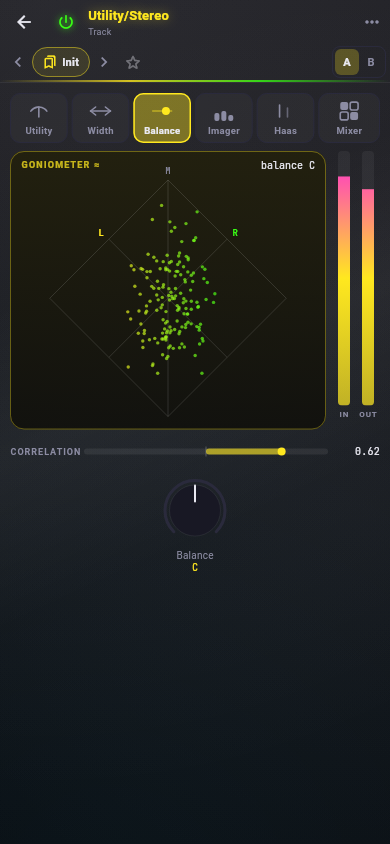 Utility/Stereo
Track
Init
A B
Utility Width Balance Imager Haas Mixer
GONIOMETER ≋ balance C
M
L R
IN OUT
CORRELATION 0.62
Balance
C